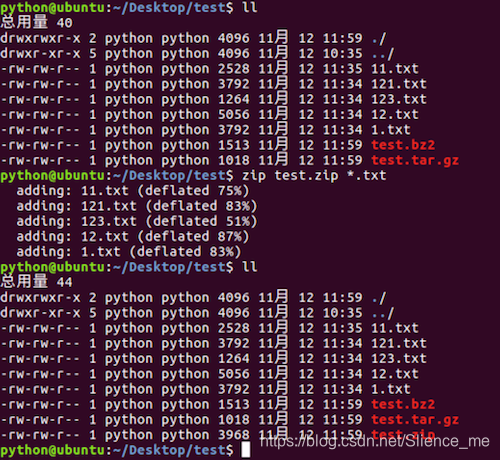 python@ubuntu:~/Desktop/test$ ll
总用量 40
drwxrwxr-x 2 python python 4096 11月 12 11:59 ./
drwxr-xr-x 5 python python 4096 11月 12 10:35 ../
-rw-rw-r-- 1 python python 2528 11月 12 11:35 11.txt
-rw-rw-r-- 1 python python 3792 11月 12 11:34 121.txt
-rw-rw-r-- 1 python python 1264 11月 12 11:34 123.txt
-rw-rw-r-- 1 python python 5056 11月 12 11:34 12.txt
-rw-rw-r-- 1 python python 3792 11月 12 11:34 1.txt
-rw-rw-r-- 1 python python 1513 11月 12 11:59 test.bz2
-rw-rw-r-- 1 python python 1018 11月 12 11:59 test.tar.gz
python@ubuntu:~/Desktop/test$ zip test.zip *.txt
  adding: 11.txt (deflated 75%)
  adding: 121.txt (deflated 83%)
  adding: 123.txt (deflated 51%)
  adding: 12.txt (deflated 87%)
  adding: 1.txt (deflated 83%)
python@ubuntu:~/Desktop/test$ ll
总用量 44
drwxrwxr-x 2 python python 4096 11月 12 11:59 ./
drwxr-xr-x 5 python python 4096 11月 12 10:35 ../
-rw-rw-r-- 1 python python 2528 11月 12 11:35 11.txt
-rw-rw-r-- 1 python python 3792 11月 12 11:34 121.txt
-rw-rw-r-- 1 python python 1264 11月 12 11:34 123.txt
-rw-rw-r-- 1 python python 5056 11月 12 11:34 12.txt
-rw-rw-r-- 1 python python 3792 11月 12 11:34 1.txt
-rw-rw-r-- 1 python python 1513 11月 12 11:59 test.bz2
-rw-rw-r-- 1 python python 1018 11月 12 11:59 test.tar.gz
-rw-rw-r-- 1 python python 3968 11月 12 11:59 test.zip
python@ubuntu:~/Desktop/test$
https://blog.csdn.net/Silence_me